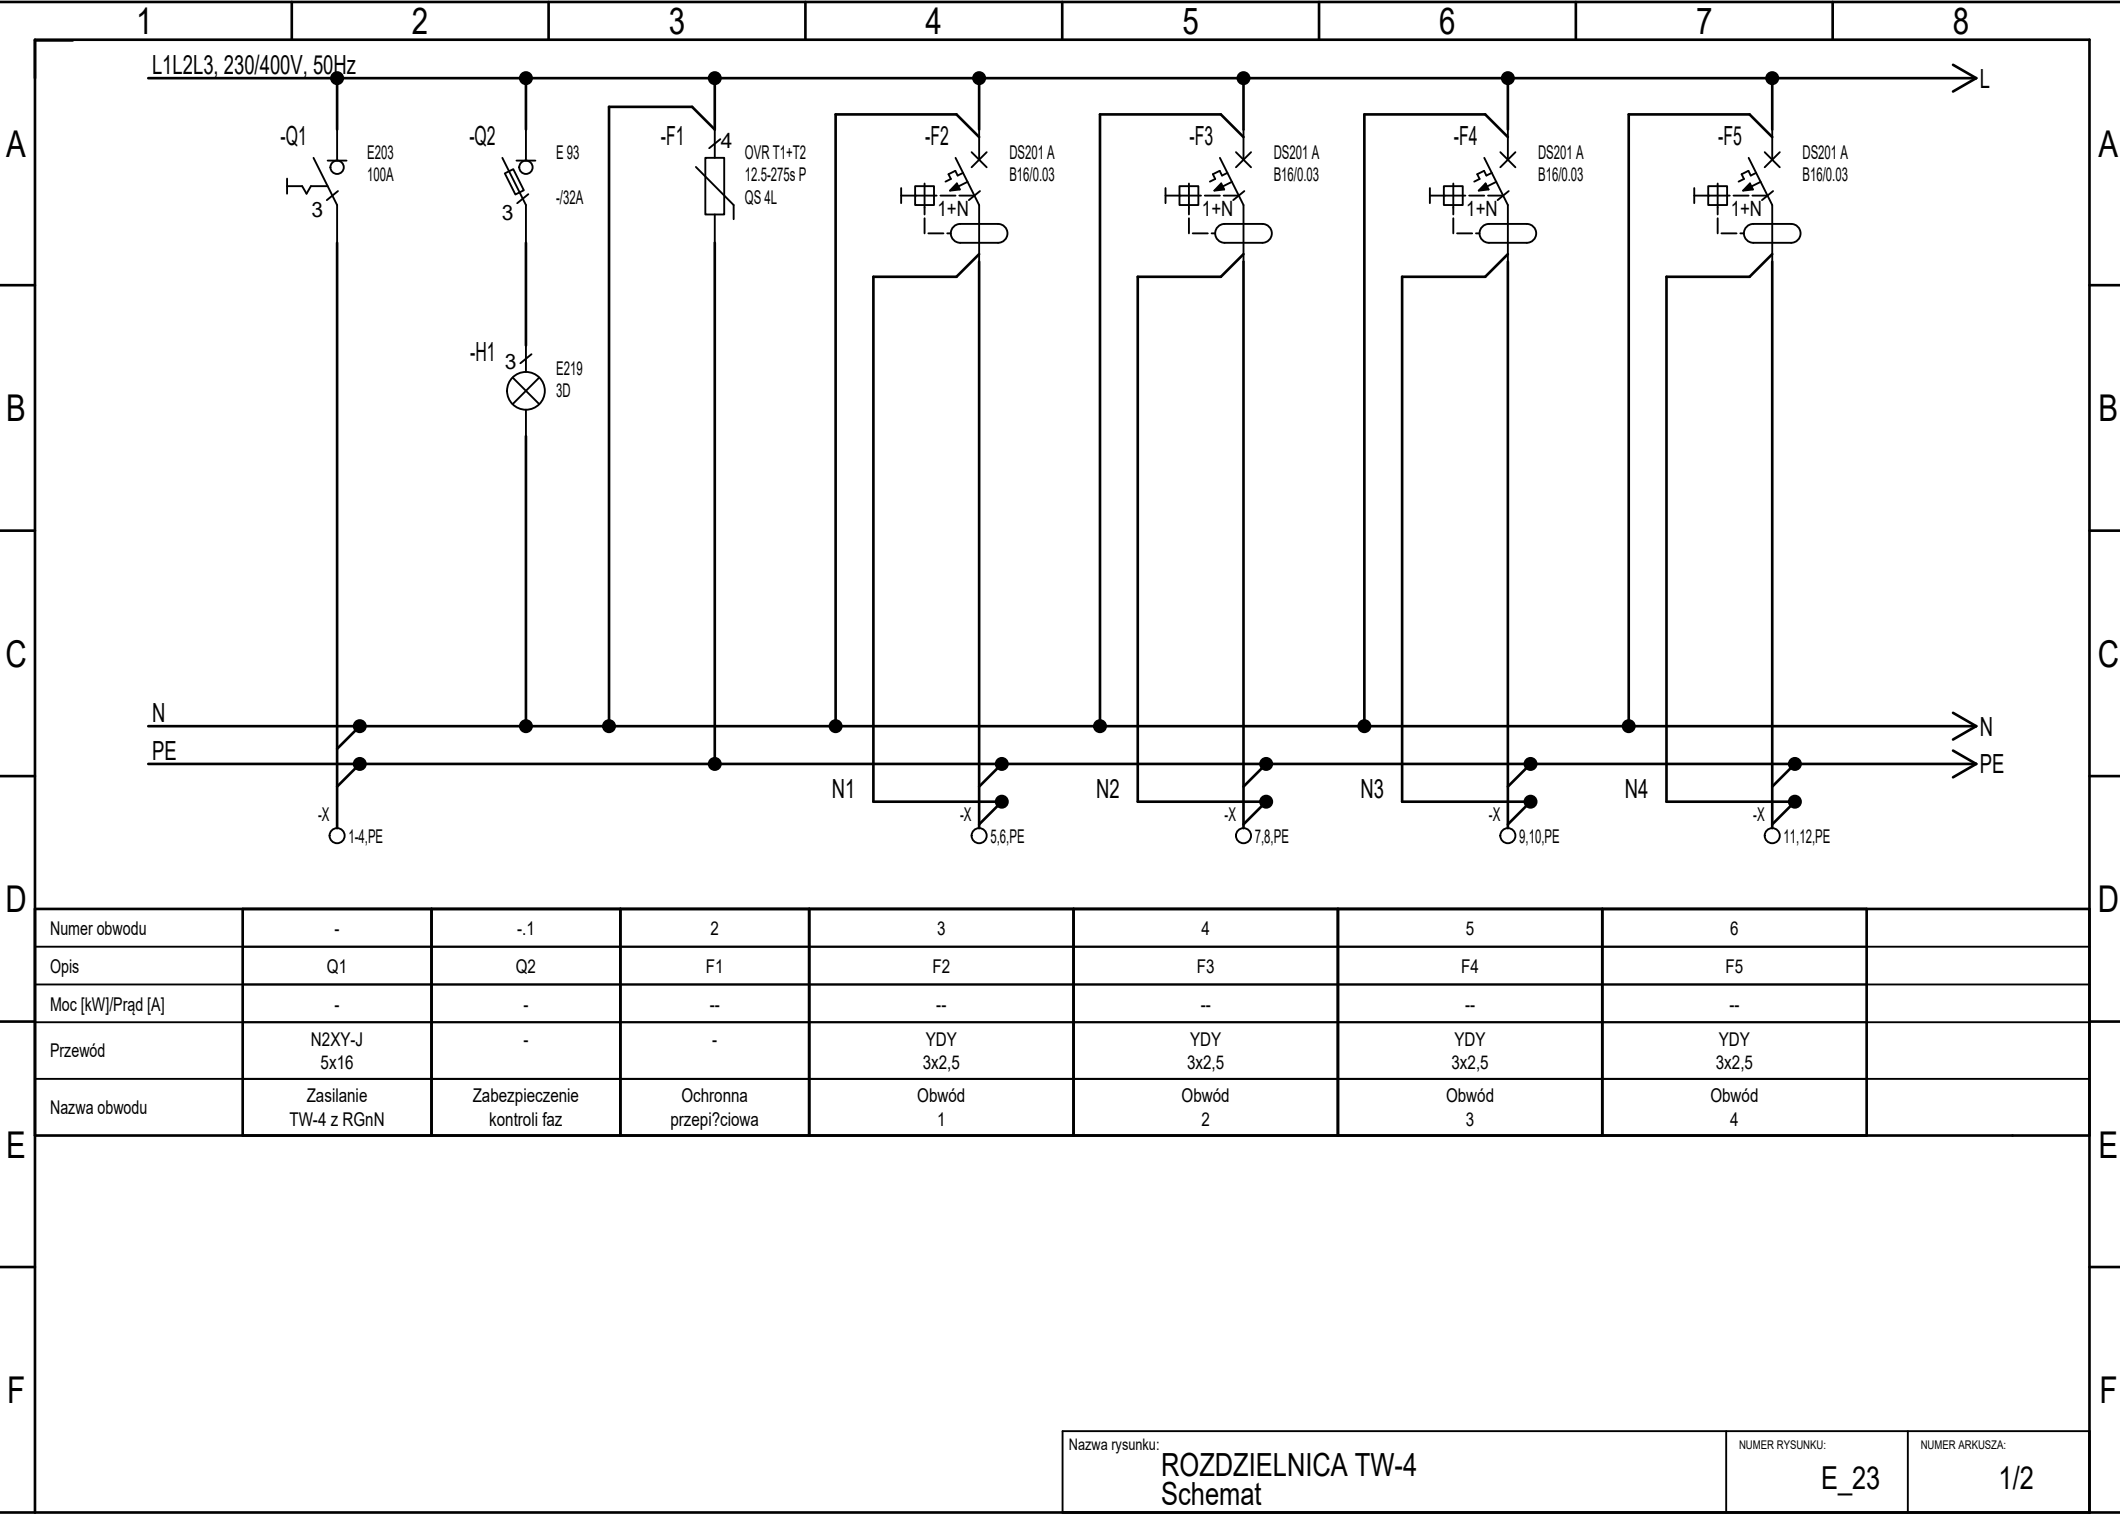 1 2 3 4 5 6 7 8
L1L2L3, 230/400V, 50Hz
L
A A
-Q1
E203
100A
3
-Q2
E 93
-/32A
3
-F1
4
OVR T1+T2
12.5-275s P
QS 4L
-F2
DS201 A
B16/0.03
1+N
-F3
DS201 A
B16/0.03
1+N
-F4
DS201 A
B16/0.03
1+N
-F5
DS201 A
B16/0.03
1+N
-H1
3
E219
3D
B B
C C
N N
PE PE
N1 N2 N3 N4
-X -X -X -X -X
1-4,PE 5,6,PE 7,8,PE 9,10,PE 11,12,PE
D D
Numer obwodu - -.1 2 3 4 5 6
Opis Q1 Q2 F1 F2 F3 F4 F5
Moc [kW]/Prąd [A] - - -- -- -- -- --
Przewód
N2XY-J - - YDY YDY YDY YDY
5x16 3x2,5 3x2,5 3x2,5 3x2,5
Nazwa obwodu
Zasilanie Zabezpieczenie Ochronna Obwód Obwód Obwód Obwód
TW-4 z RGnN kontroli faz przepi?ciowa 1 2 3 4
E E
F F
Nazwa rysunku:
ROZDZIELNICA TW-4
Schemat
NUMER RYSUNKU:
E_23
NUMER ARKUSZA:
1/2